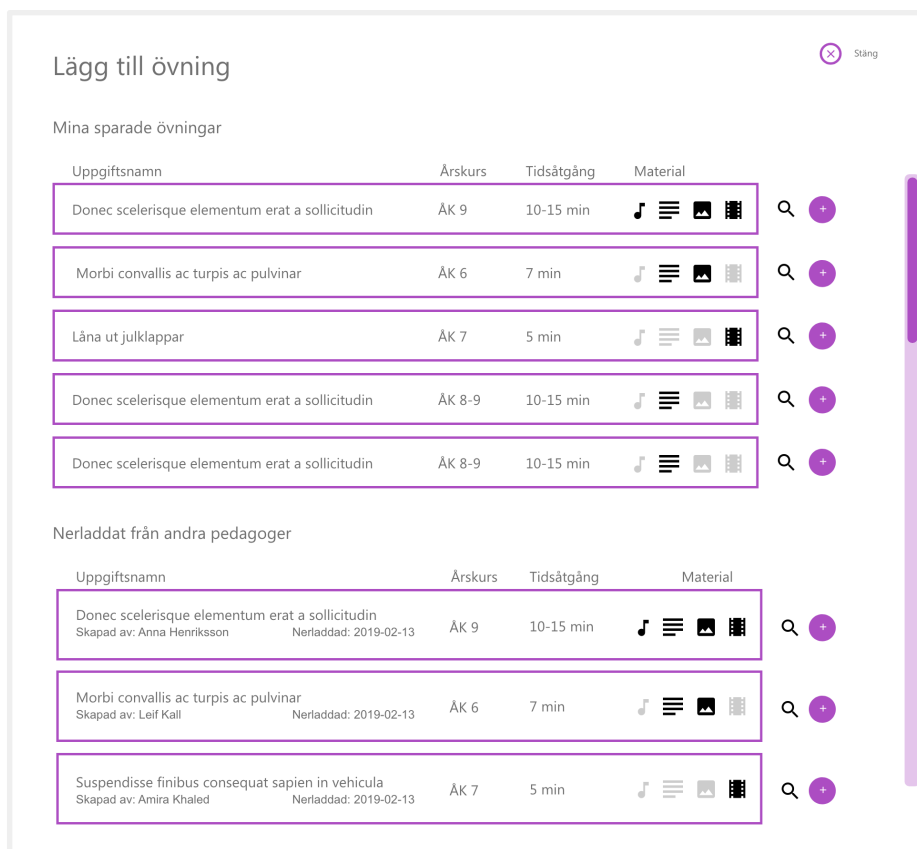 Lägg till övning
Stäng
Mina sparade övningar
Uppgiftsnamn Årskurs Tidsåtgång Material
Donec scelerisque elementum erat a sollicitudin ÅK 9 10-15 min +
Morbi convallis ac turpis ac pulvinar ÅK 6 7 min +
Låna ut julklappar ÅK 7 5 min +
Donec scelerisque elementum erat a sollicitudin ÅK 8-9 10-15 min +
Donec scelerisque elementum erat a sollicitudin ÅK 8-9 10-15 min +
Nerladdat från andra pedagoger
Uppgiftsnamn Årskurs Tidsåtgång Material
Donec scelerisque elementum erat a sollicitudin ÅK 9 10-15 min +
Skapad av: Anna Henriksson Nerladdad: 2019-02-13
Morbi convallis ac turpis ac pulvinar ÅK 6 7 min +
Skapad av: Leif Kall Nerladdad: 2019-02-13
Suspendisse finibus consequat sapien in vehicula ÅK 7 5 min +
Skapad av: Amira Khaled Nerladdad: 2019-02-13